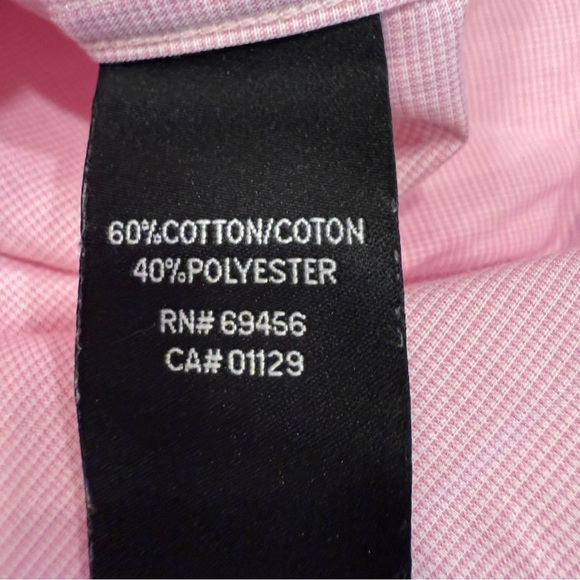 60%COTTON/COTON
40%POLYESTER
RN# 69456
CA# 01129